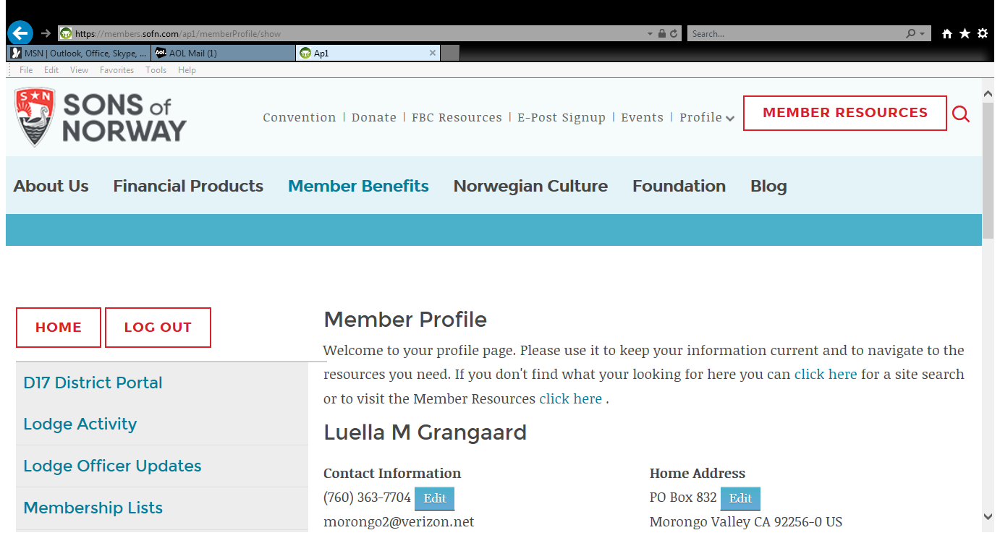 https://members.sofn.com/ap1/memberProfile/show
Search...
MSN | Outlook, Office, Skype, ...
Aol. AOL Mail (1)
Ap1
File Edit View Favorites Tools Help
S N
SONS of
NORWAY
Convention | Donate | FBC Resources | E-Post Signup | Events | Profile
MEMBER RESOURCES
About Us Financial Products Member Benefits Norwegian Culture Foundation Blog
HOME LOG OUT
D17 District Portal
Lodge Activity
Lodge Officer Updates
Membership Lists
Member Profile
Welcome to your profile page. Please use it to keep your information current and to navigate to the
resources you need. If you don't find what your looking for here you can click here for a site search
or to visit the Member Resources click here .
Luella M Grangaard
Contact Information
(760) 363-7704 Edit
morongo2@verizon.net
Home Address
PO Box 832 Edit
Morongo Valley CA 92256-0 US